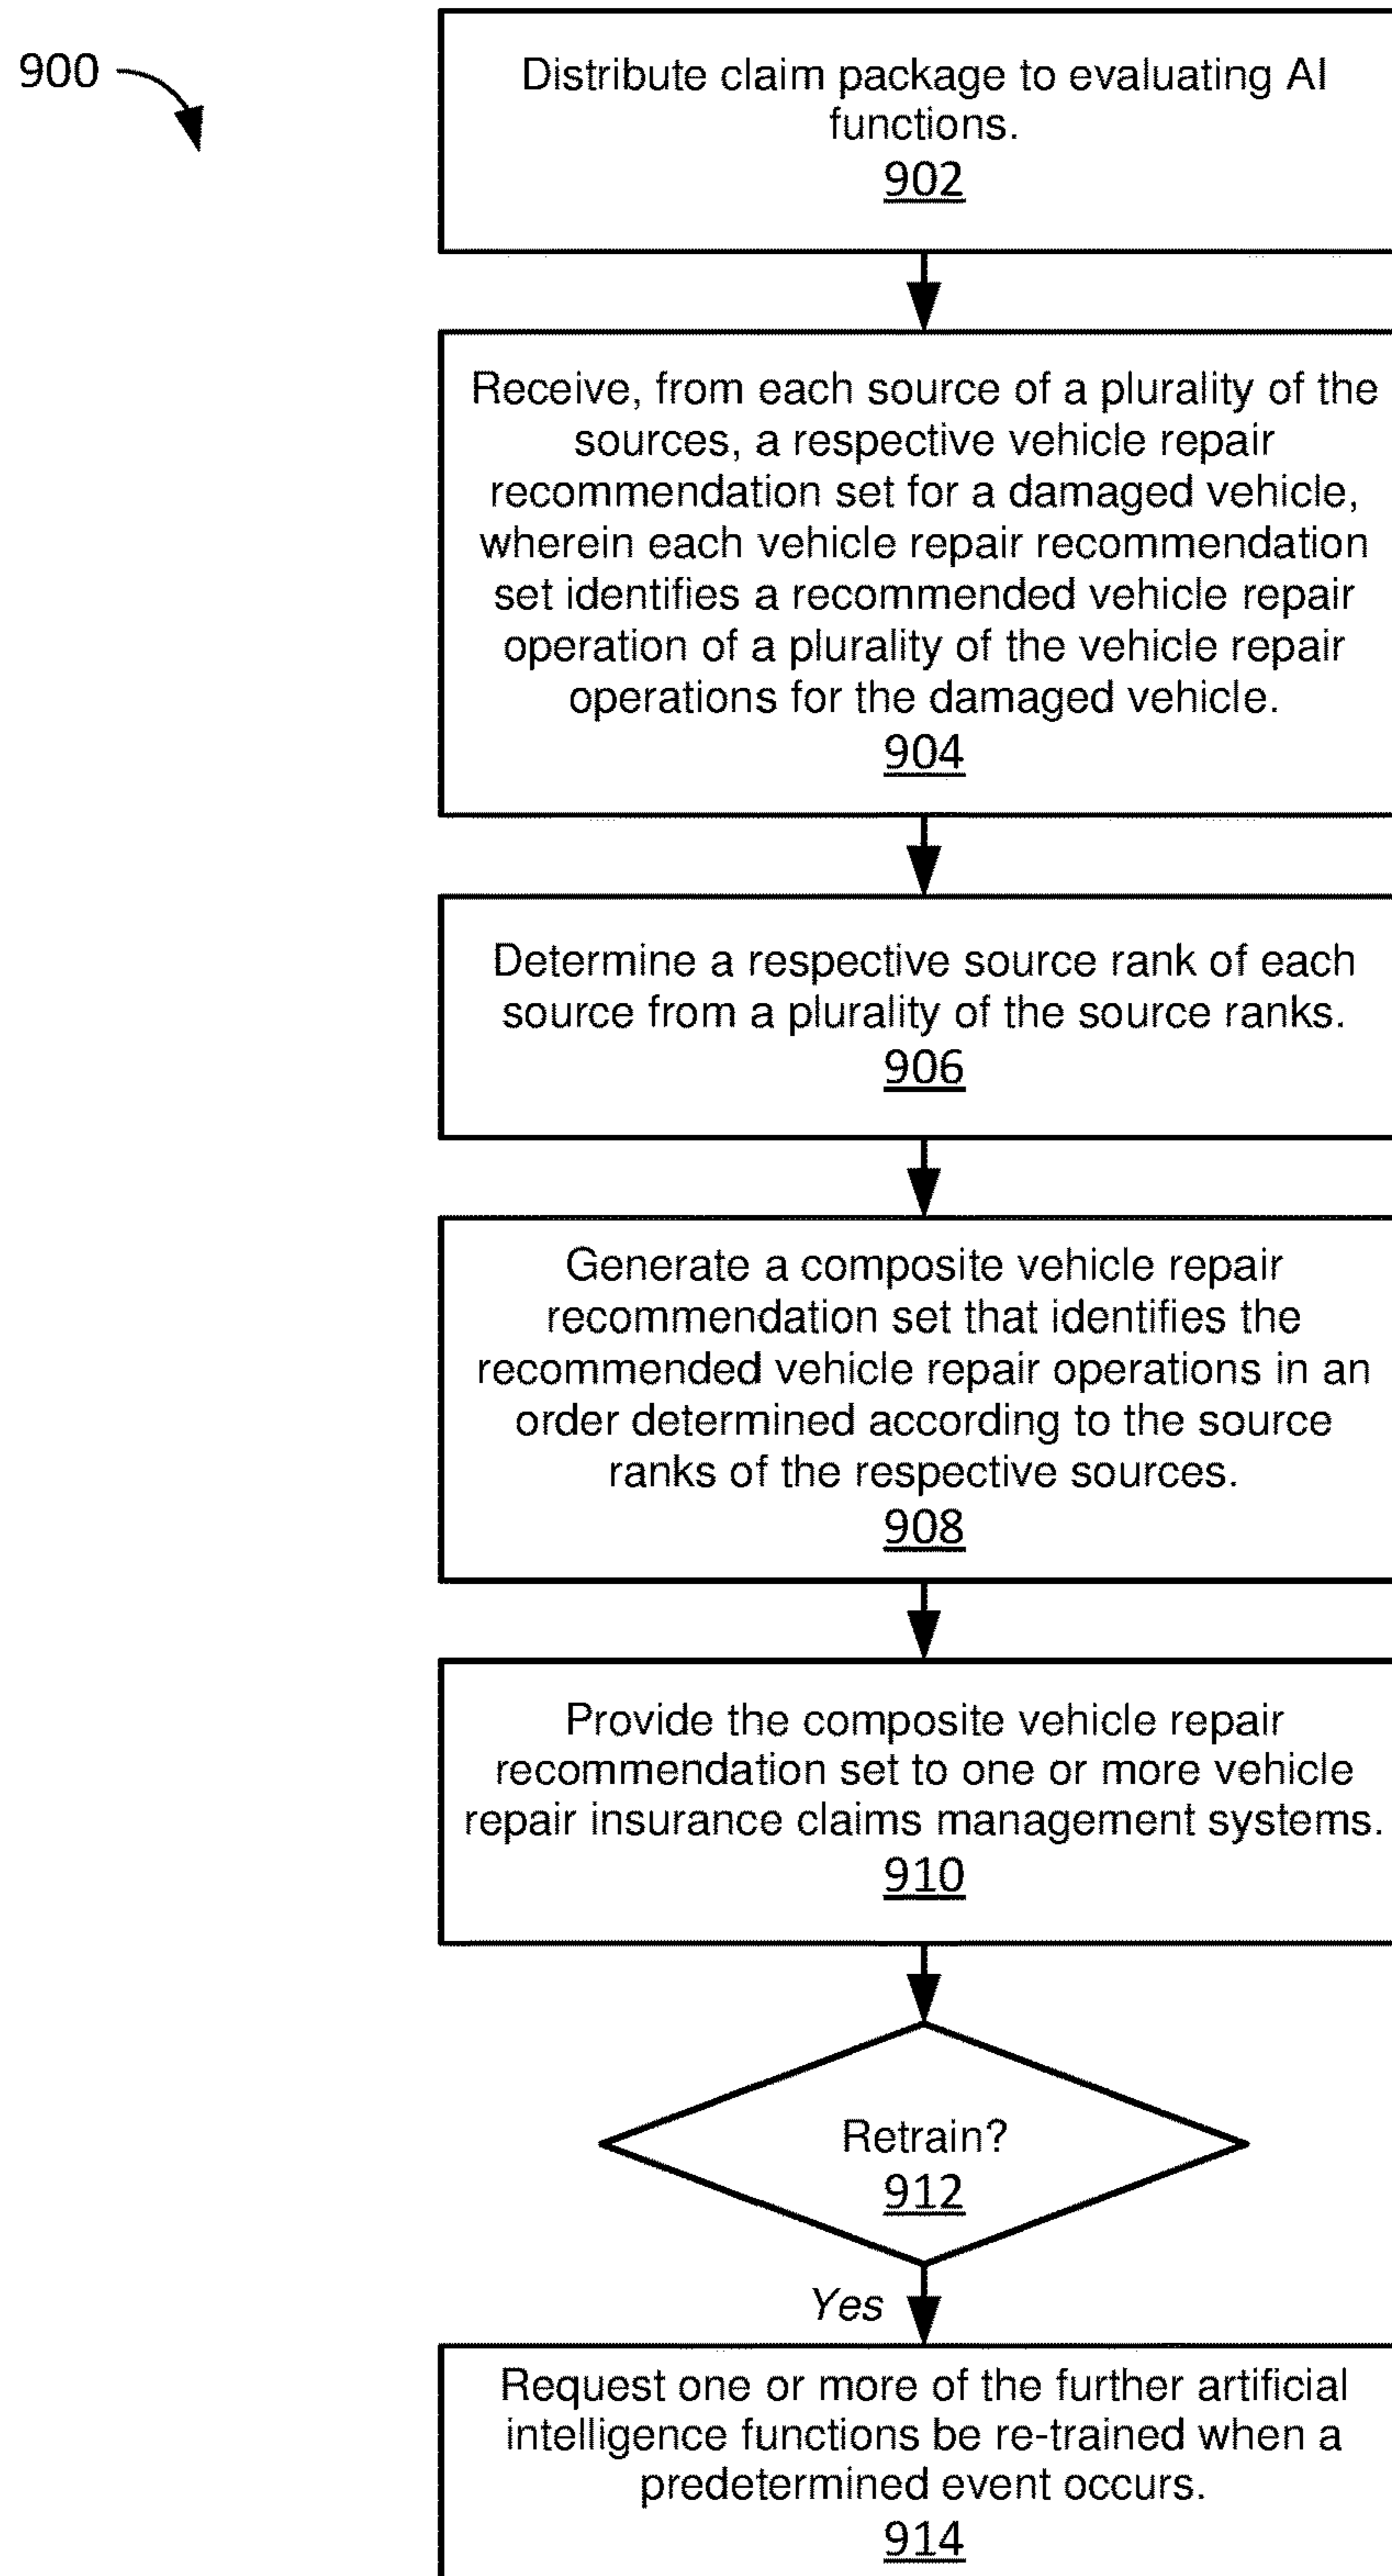 900
Distribute claim package to evaluating AI
functions.
902
Receive, from each source of a plurality of the
sources, a respective vehicle repair
recommendation set for a damaged vehicle,
wherein each vehicle repair recommendation
set identifies a recommended vehicle repair
operation of a plurality of the vehicle repair
operations for the damaged vehicle.
904
Determine a respective source rank of each
source from a plurality of the source ranks.
906
Generate a composite vehicle repair
recommendation set that identifies the
recommended vehicle repair operations in an
order determined according to the source
ranks of the respective sources.
908
Provide the composite vehicle repair
recommendation set to one or more vehicle
repair insurance claims management systems.
910
Retrain?
912
Yes
Request one or more of the further artificial
intelligence functions be re-trained when a
predetermined event occurs.
914